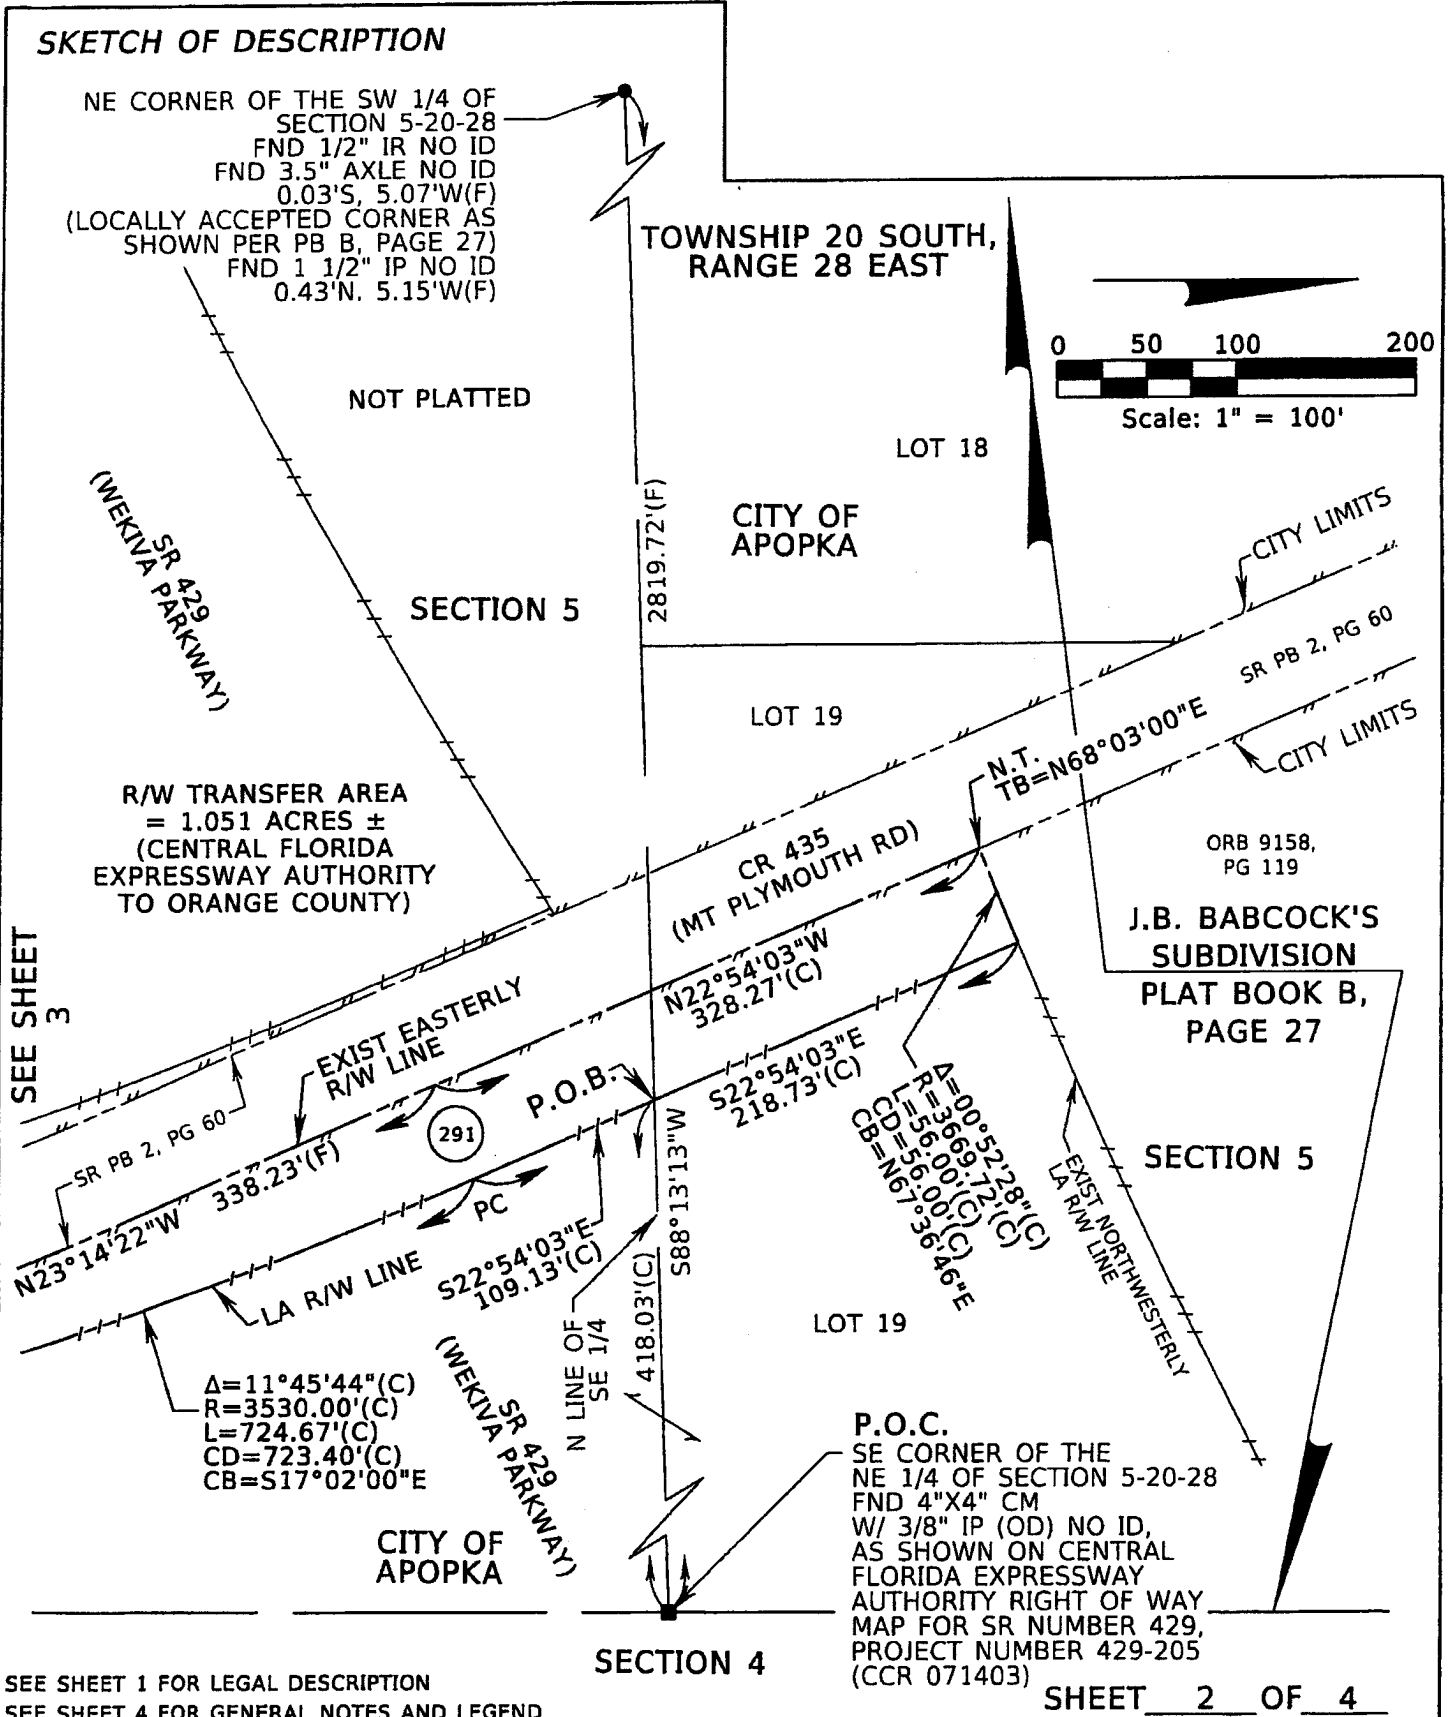 SKETCH OF DESCRIPTION
NE CORNER OF THE SW 1/4 OF
SECTION 5-20-28
FND 1/2" IR NO ID
FND 3.5" AXLE NO ID
0.03'S, 5.07'W(F)
(LOCALLY ACCEPTED CORNER AS
SHOWN PER PB B, PAGE 27)
FND 1 1/2" IP NO ID
0.43'N. 5.15'W(F)
TOWNSHIP 20 SOUTH,
RANGE 28 EAST
0 50 100 200
Scale: 1" = 100'
NOT PLATTED
LOT 18
2819.72'(F)
CITY OF
APOPKA
CITY LIMITS
SR 429
(WEKIVA PARKWAY)
SECTION 5
SR PB 2, PG 60
LOT 19
N.T.
TB=N68°03'00"E
CITY LIMITS
R/W TRANSFER AREA
= 1.051 ACRES ±
(CENTRAL FLORIDA
EXPRESSWAY AUTHORITY
TO ORANGE COUNTY)
CR 435
(MT PLYMOUTH RD)
ORB 9158,
PG 119
J.B. BABCOCK'S
SUBDIVISION
PLAT BOOK B,
PAGE 27
SEE SHEET
3
EXIST EASTERLY
R/W LINE
N22°54'03"W
328.27'(C)
P.O.B.
S22°54'03"E
218.73'(C)
291
SR PB 2, PG 60
338.23'(F)
N23°14'22"W
PC
S88°13'13"W
Δ=00°52'28"(C)
R=3669.72'(C)
L=56.00'(C)
CD=56.00'(C)
CB=N67°36'46"E
EXIST NORTHWESTERLY
LA R/W LINE
SECTION 5
LA R/W LINE
S22°54'03"E
109.13'(C)
418.03'(C)
N LINE OF
SE 1/4
LOT 19
Δ=11°45'44"(C)
R=3530.00'(C)
L=724.67'(C)
CD=723.40'(C)
CB=S17°02'00"E
SR 429
(WEKIVA PARKWAY)
CITY OF
APOPKA
P.O.C.
SE CORNER OF THE
NE 1/4 OF SECTION 5-20-28
FND 4"X4" CM
W/ 3/8" IP (OD) NO ID,
AS SHOWN ON CENTRAL
FLORIDA EXPRESSWAY
AUTHORITY RIGHT OF WAY
MAP FOR SR NUMBER 429,
PROJECT NUMBER 429-205
(CCR 071403)
SECTION 4
SEE SHEET 1 FOR LEGAL DESCRIPTION
SEE SHEET 4 FOR GENERAL NOTES AND LEGEND
SHEET 2 OF 4